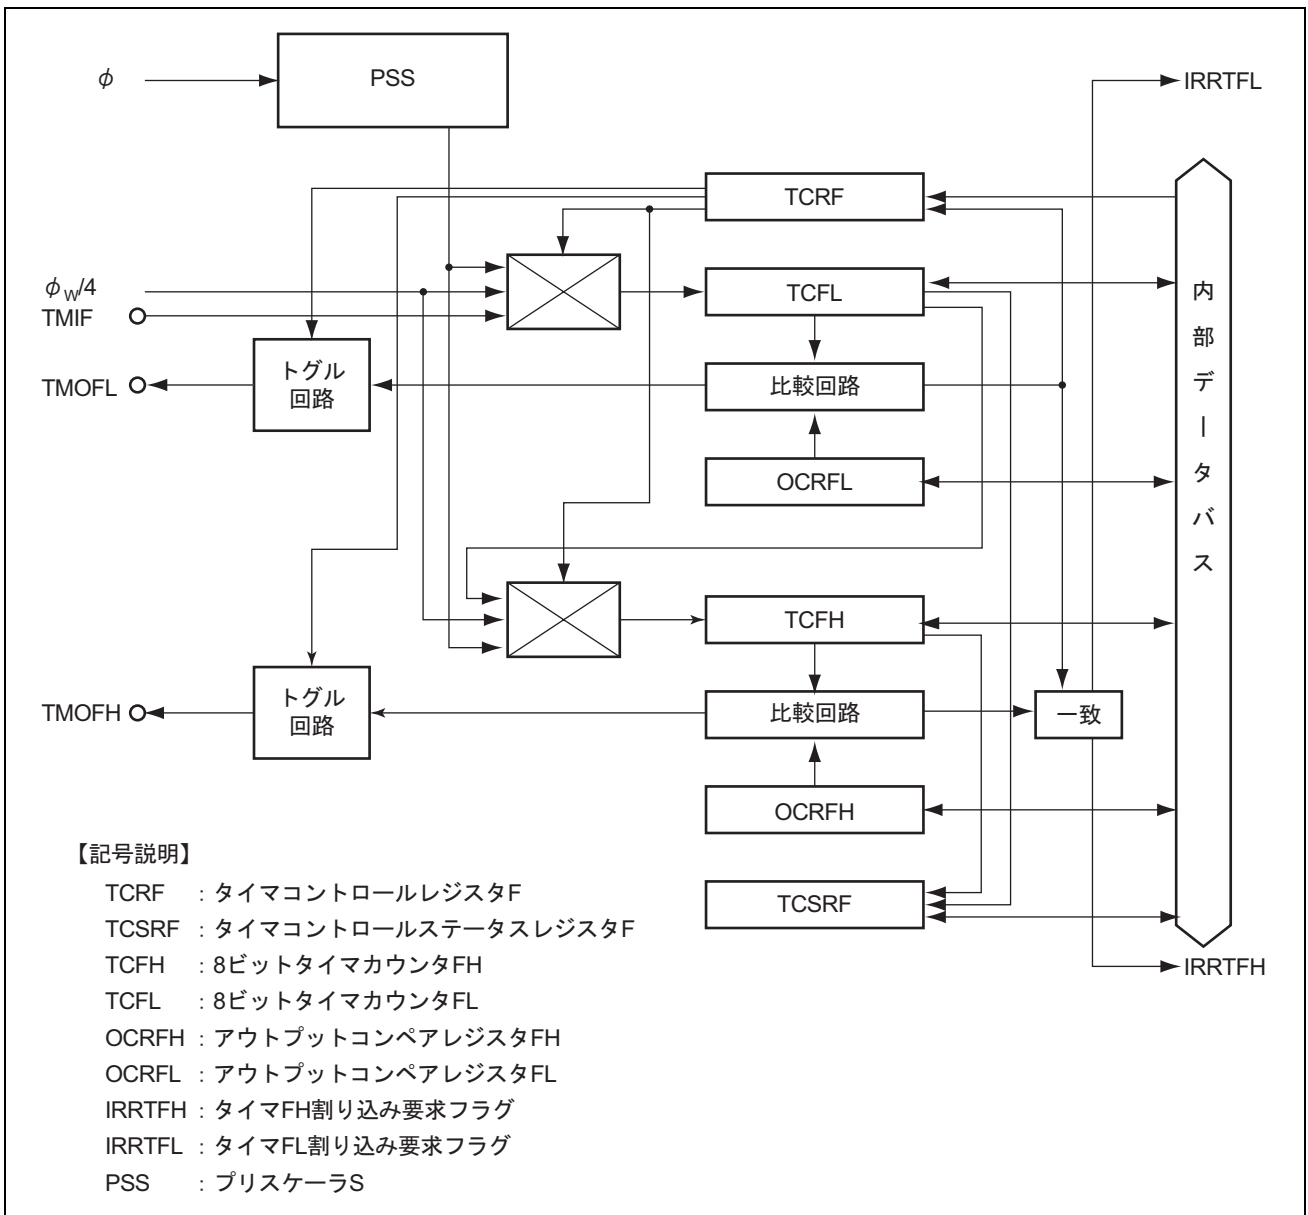 φ
PSS
IRRTFL
TCRF
φW/4
TMIF
TCFL
内部データバス
トグル
回路
TMOFL
比較回路
OCRFL
TCFH
トグル
回路
TMOFH
比較回路
一致
OCRFH
【記号説明】
TCRF : タイマコントロールレジスタF
TCSRF : タイマコントロールステータスレジスタF
TCFH : 8ビットタイマカウンタFH
TCFL : 8ビットタイマカウンタFL
OCRFH : アウトプットコンペアレジスタFH
OCRFL : アウトプットコンペアレジスタFL
IRRTFH : タイマFH割り込み要求フラグ
IRRTFL : タイマFL割り込み要求フラグ
PSS : プリスケーラS
TCSRF
IRRTFH